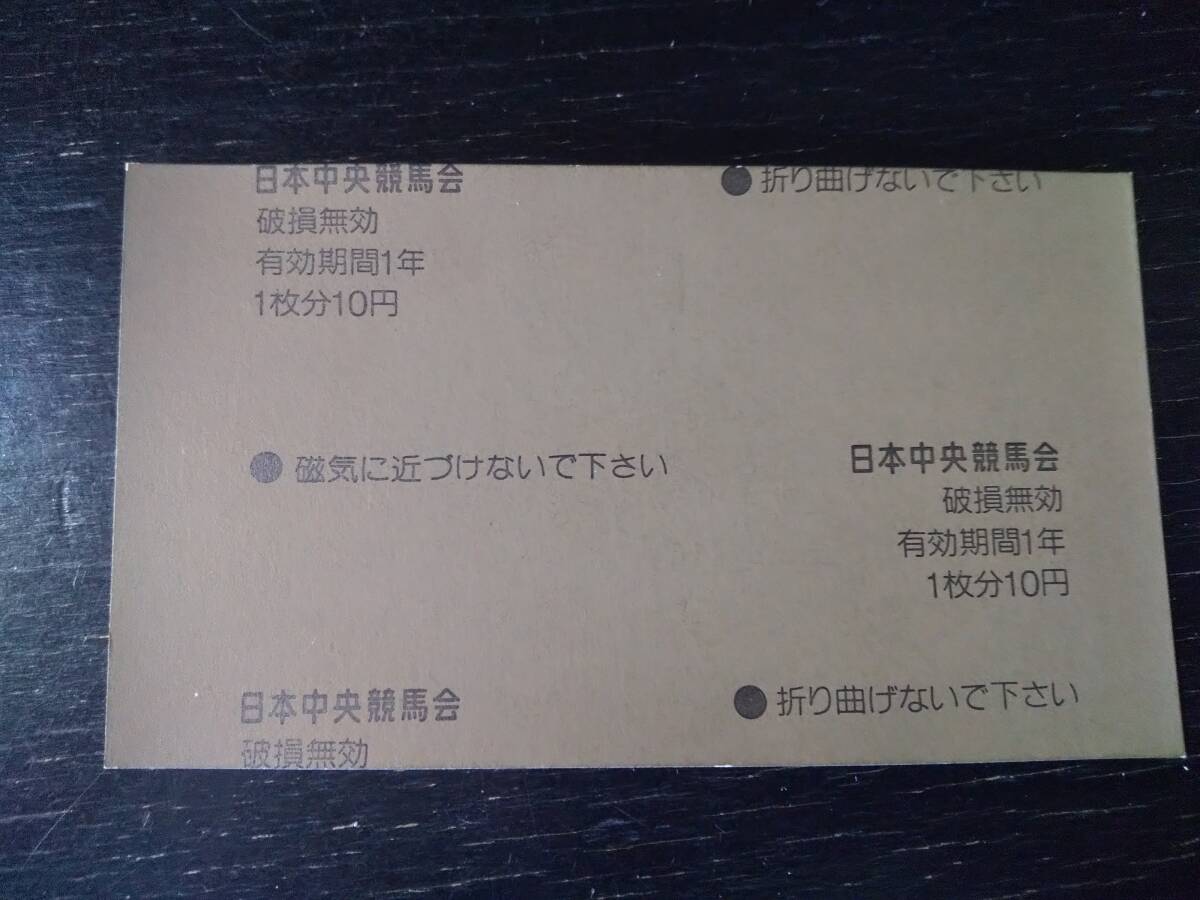 日本中央競馬会
●折り曲げないで下さい
破損無効
有効期間1年
1枚分10円
●磁気に近づけないで下さい
日本中央競馬会
破損無効
有効期間1年
1枚分10円
日本中央競馬会
●折り曲げないで下さい
破損無効